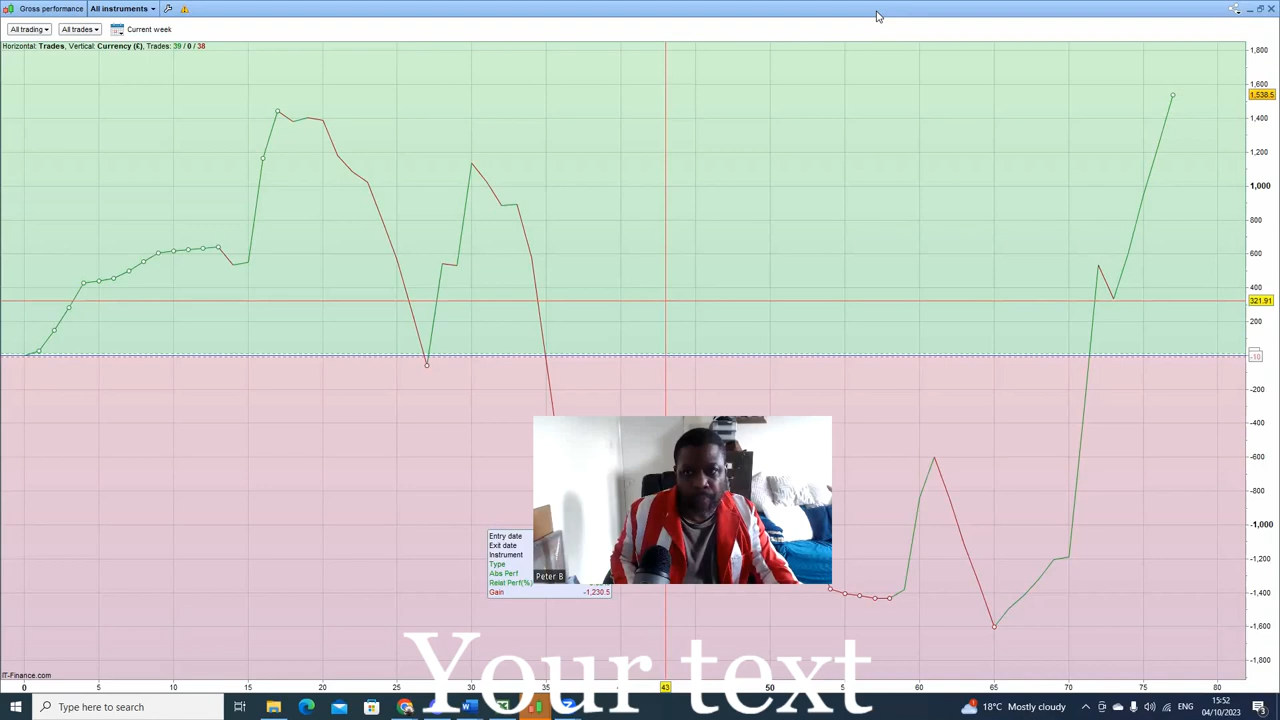 Gross performance All instruments
All trading All trades Current week
Horizontal: Trades, Vertical: Currency (£), Trades: 39 / 0 / 38
1,800
1,600
1,538.5
1,400
1,200
1,000
800
600
400
321.91
200
-10
-200
-400
-600
-800
-1,000
-1,200
-1,400
-1,600
-1,800
Entry date
Exit date
Instrument
Type
Abs Perf
Relat Perf(%)
Gain -1,230.5
Peter B
Your text
IT-Finance.com
0 5 10 15 20 25 30 35 43 50 55 60 65 70 75 80
Type here to search
18°C Mostly cloudy
ENG
15:52
04/10/2023